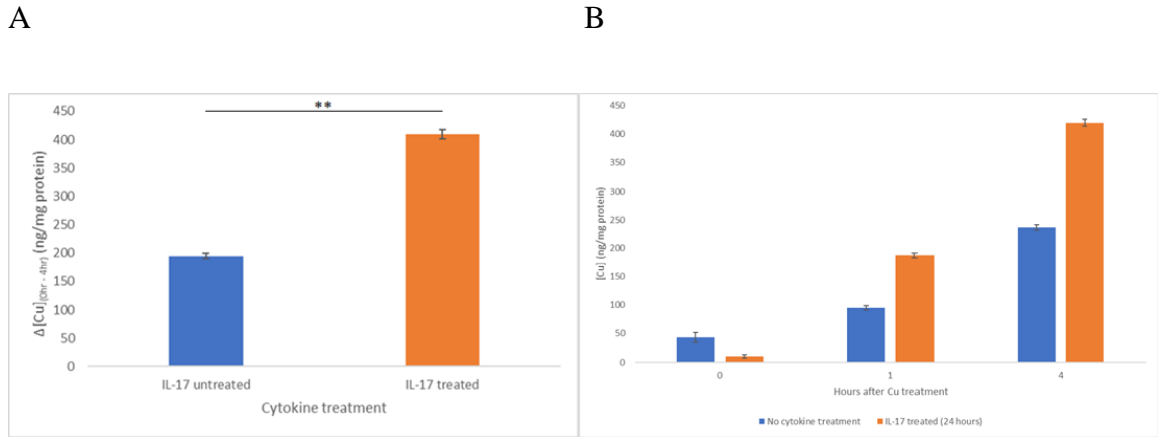 A
B
**
450
400
350
300
250
200
150
100
50
0
Δ[Cu](0hr - 4hr) (ng/mg protein)
IL-17 untreated
IL-17 treated
Cytokine treatment
450
400
350
300
250
200
150
100
50
0
[Cu] (ng/mg protein)
0
1
4
Hours after Cu treatment
No cytokine treatment
IL-17 treated (24 hours)